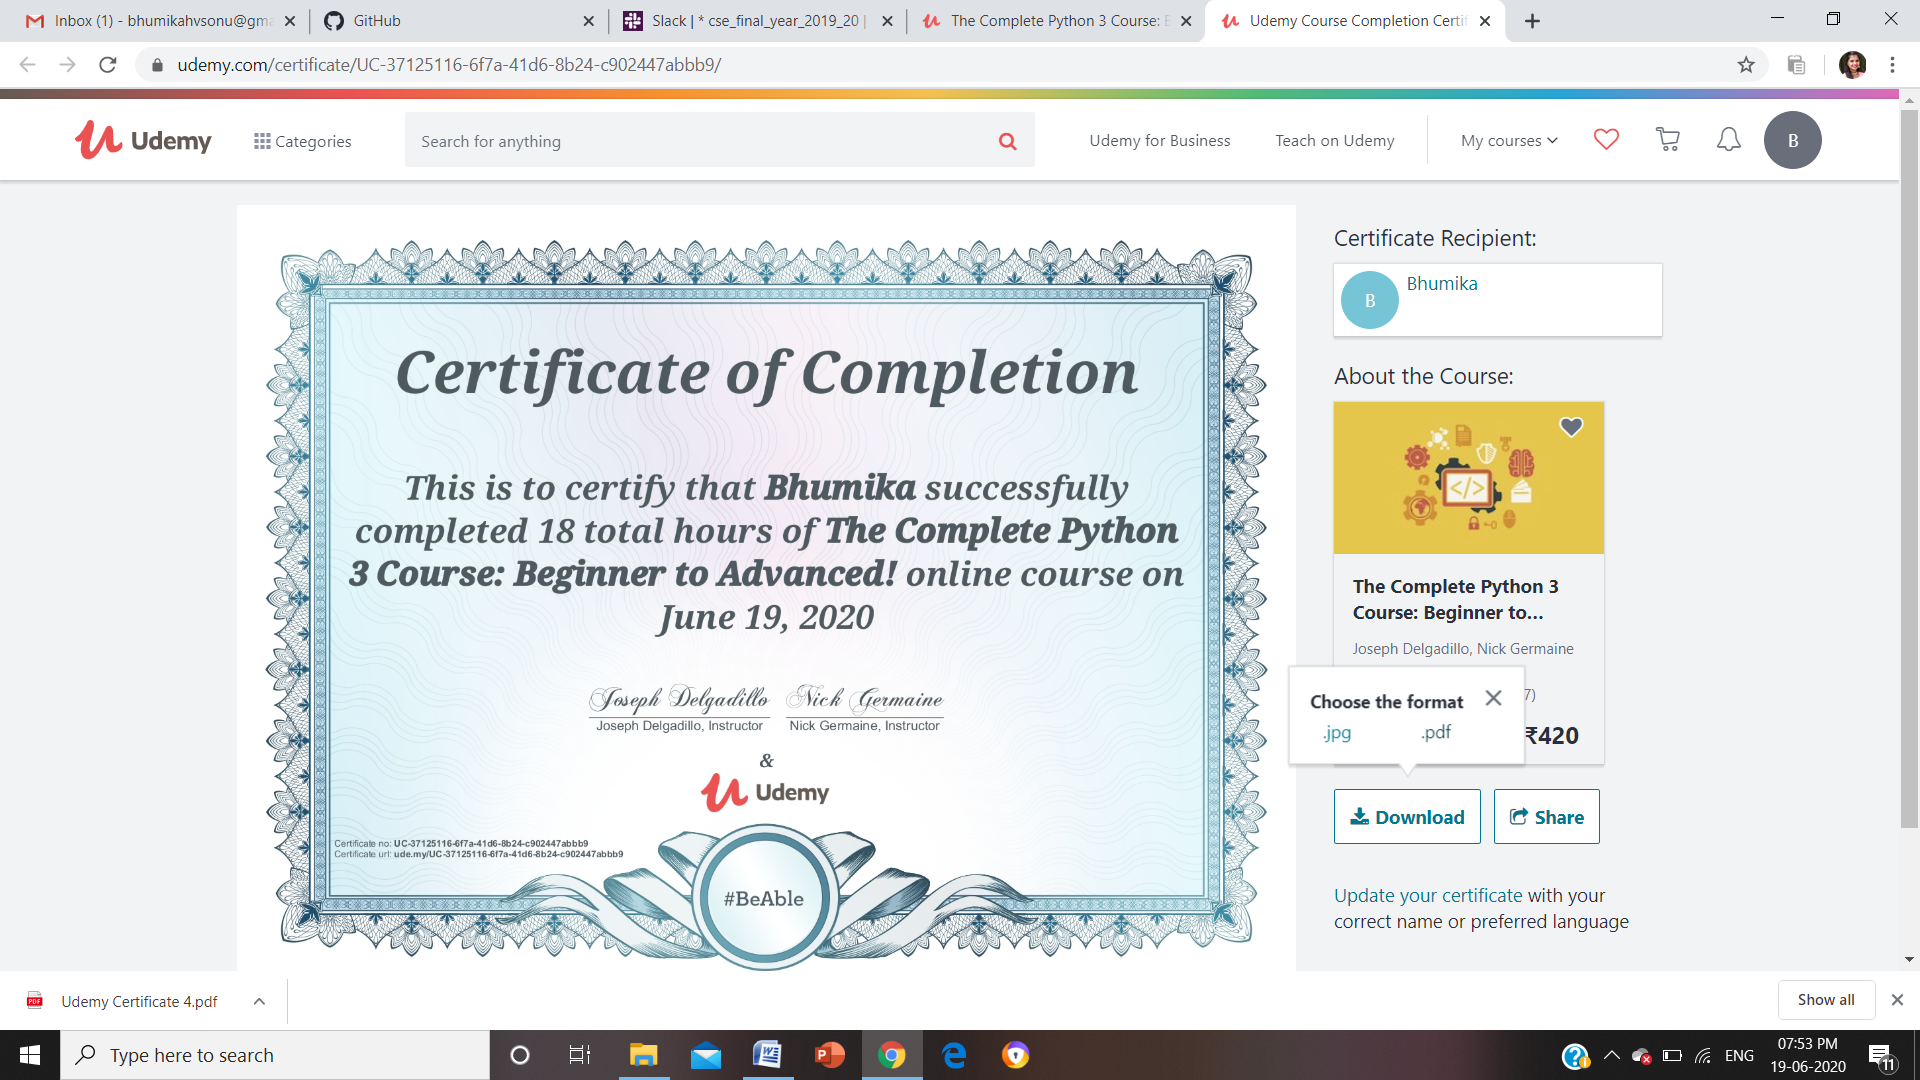 Inbox (1) - bhumikahvsonu@gma
GitHub
Slack | * cse_final_year_2019_20 |
The Complete Python 3 Course: B
Udemy Course Completion Certif
udemy.com/certificate/UC-37125116-6f7a-41d6-8b24-c902447abbb9/
Udemy
Categories
Search for anything
Udemy for Business
Teach on Udemy
My courses
B
Certificate of Completion
This is to certify that Bhumika successfully
completed 18 total hours of The Complete Python
3 Course: Beginner to Advanced! online course on
June 19, 2020
Joseph Delgadillo Nick Germaine
Joseph Delgadillo, Instructor Nick Germaine, Instructor
&
Udemy
Certificate no: UC-37125116-6f7a-41d6-8b24-c902447abbb9
Certificate url: ude.my/UC-37125116-6f7a-41d6-8b24-c902447abbb9
#BeAble
Certificate Recipient:
B
Bhumika
About the Course:
</>
The Complete Python 3
Course: Beginner to...
Joseph Delgadillo, Nick Germaine
7)
₹420
Choose the format
.jpg .pdf
Download
Share
Update your certificate with your
correct name or preferred language
PDF
Udemy Certificate 4.pdf
Show all
Type here to search
ENG
07:53 PM
19-06-2020
11